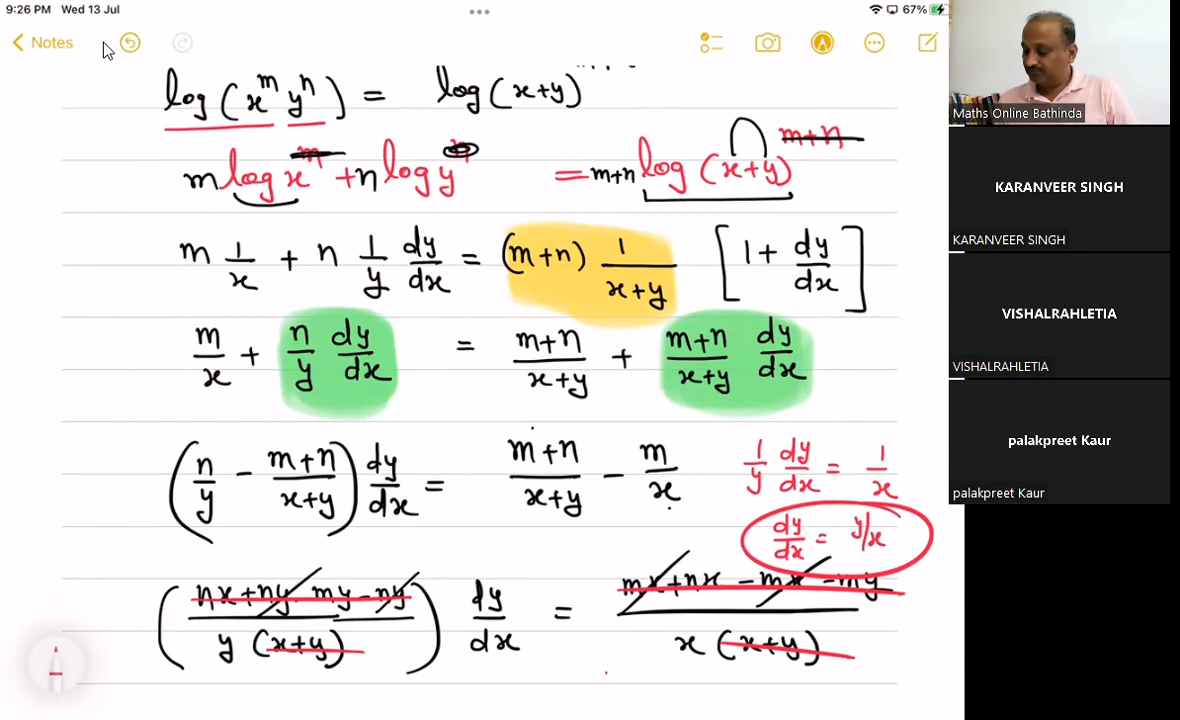 9:26 PM Wed 13 Jul
67%
Notes
log(x^m y^n) = log(x+y)
m log x^m + n log y = m+n log(x+y)^m+n
m 1/x + n 1/y dy/dx = (m+n) 1/(x+y) [1 + dy/dx]
m/x + n/y dy/dx = m+n/x+y + m+n/x+y dy/dx
(n/y - m+n/x+y) dy/dx = m+n/x+y - m/x
1/y dy/dx = 1/x
dy/dx = y/x
(nx+ny-my-ny / y(x+y)) dy/dx = mx+nx-mx-my / x(x+y)
Maths Online Bathinda
KARANVEER SINGH
KARANVEER SINGH
VISHALRAHLETIA
VISHALRAHLETIA
palakpreet Kaur
palakpreet Kaur